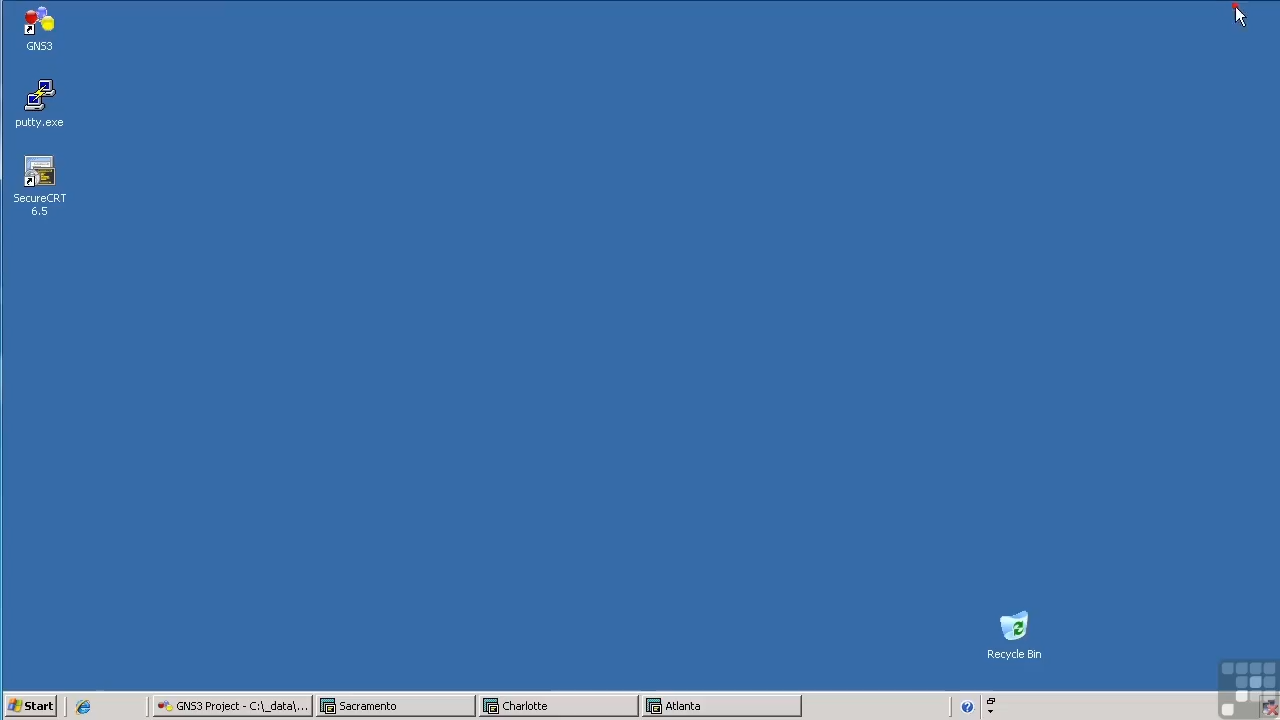 GNS3
putty.exe
SecureCRT
6.5
Recycle Bin
Start
GNS3 Project - C:\_data\...
Sacramento
Charlotte
Atlanta